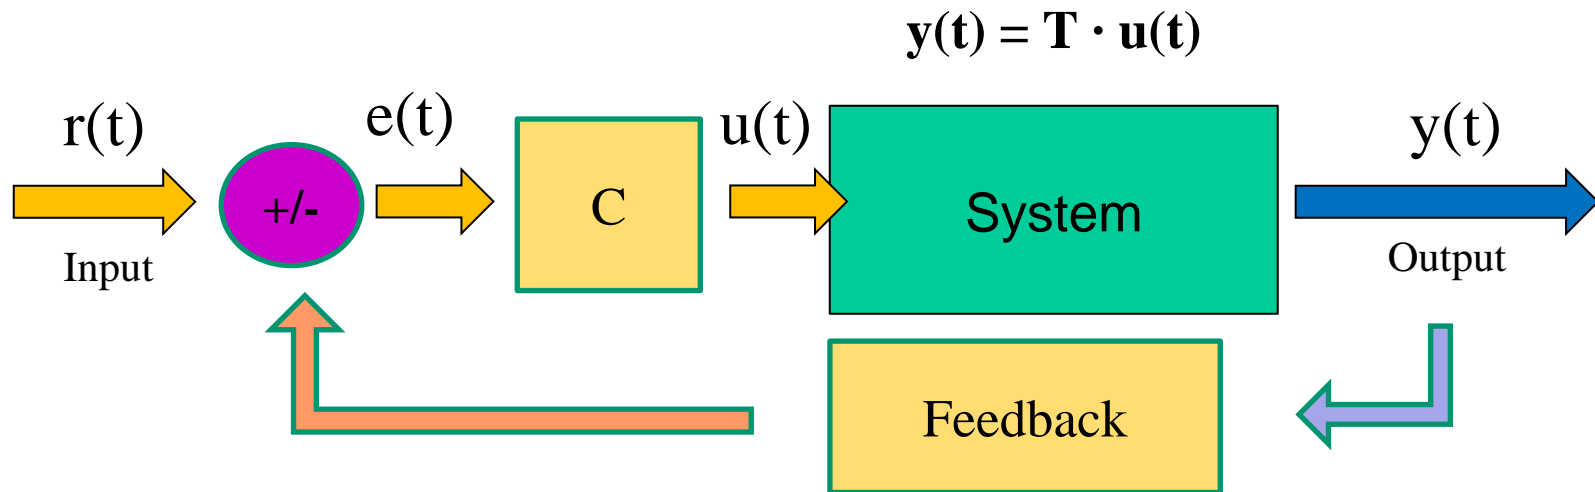 y(t) = T · u(t)
r(t)
e(t)
u(t)
y(t)
+/-
C
System
Input
Output
Feedback